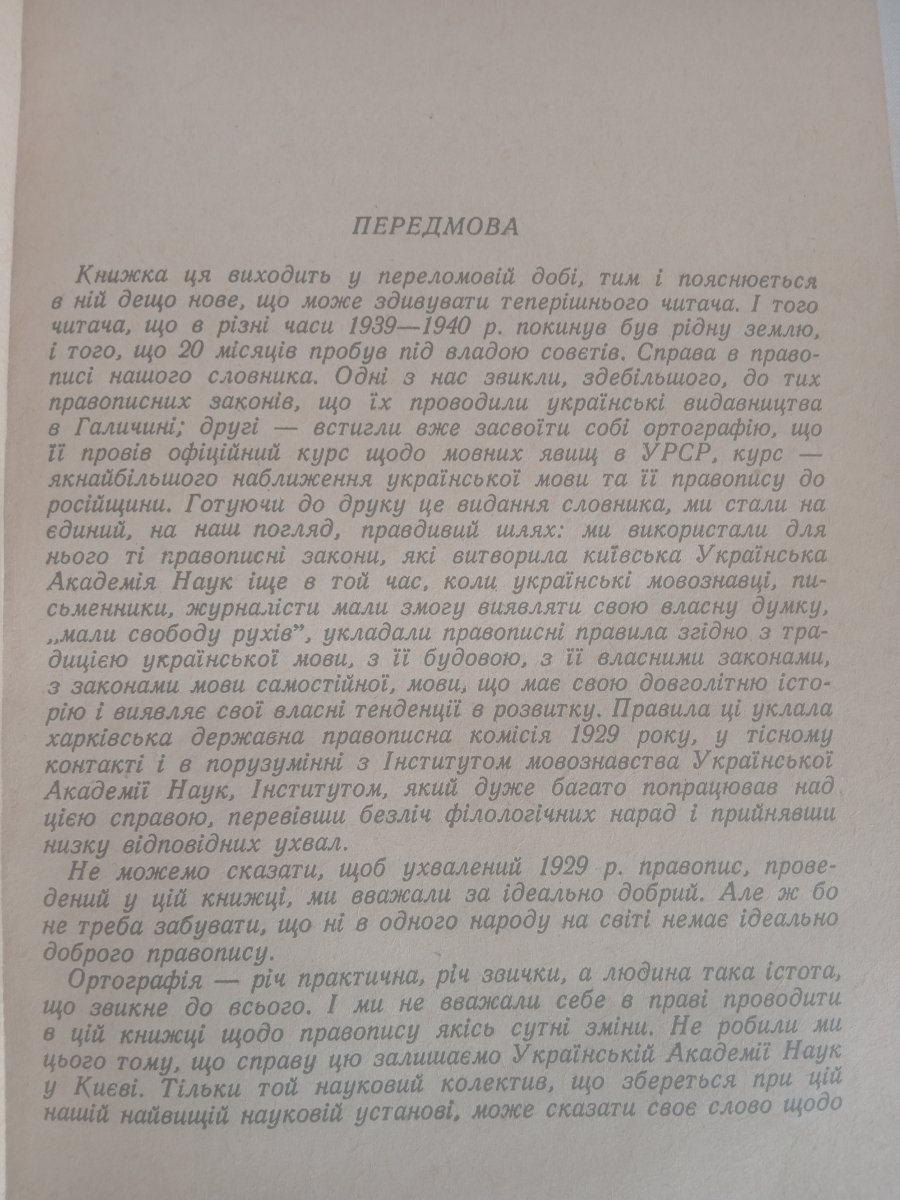 ПЕРЕДМОВА
Книжка ця виходить у переломовій добі, тим і пояснюється
в ній дещо нове, що може здивувати теперішнього читача. І того
читача, що в різні часи 1939—1940 р. покинув був рідну землю,
і того, що 20 місяців пробув під владою совєтів. Справа в право-
писі нашого словника. Одні з нас звикли, здебільшого, до тих
правописних законів, що їх проводили українські видавництва
в Галичині; другі — встигли вже засвоїти собі ортографію, що
її провів офіційний курс щодо мовних явищ в УРСР, курс —
якнайбільшого наближення української мови та її правопису до
російщини. Готуючи до друку це видання словника, ми стали на
єдиний, на наш погляд, правдивий шлях: ми використали для
нього ті правописні закони, які витворила київська Українська
Академія Наук іще в той час, коли українські мовознавці, пи-
сьменники, журналісти мали змогу виявляти свою власну думку,
„мали свободу рухів”, укладали правописні правила згідно з тра-
дицією української мови, з її будовою, з її власними законами,
з законами мови самостійної, мови, що має свою довголітню істо-
рію і виявляє свої власні тенденції в розвитку. Правила ці уклала
харківська державна правописна комісія 1929 року, у тісному
контакті і в порузумінні з Інститутом мовознавства Української
Академії Наук, Інститутом, який дуже багато попрацював над
цією справою, перевівши безліч філологічних нарад і прийнявши
низку відповідних ухвал.
Не можемо сказати, щоб ухвалений 1929 р. правопис, прове-
дений у цій книжці, ми вважали за ідеально добрий. Але ж бо
не треба забувати, що ні в одного народу на світі немає ідеально
доброго правопису.
Ортографія — річ практична, річ звички, а людина така істота,
що звикне до всього. І ми не вважали себе в праві проводити
в цій книжці щодо правопису якісь сутні зміни. Не робили ми
цього тому, що справу цю залишаємо Українській Академії Наук
у Києві. Тільки той науковий колектив, що збереться при цій
нашій найвищій науковій установі, може сказати своє слово щодо